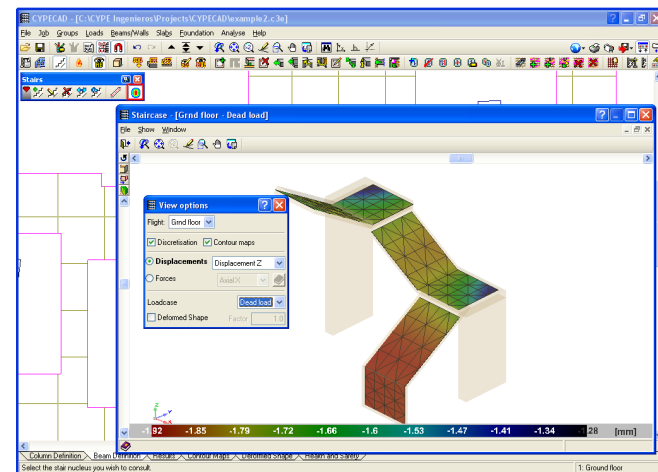 CYPECAD - [C:\CYPE Ingenieros\Projects\CYPECAD\example2.c3e]
File Job Groups Loads Beams/Walls Slabs Foundation Analyse Help
Stairs
Staircase - [Grnd floor - Dead load]
File Show Window
View options
Flight: Grnd floor
Discretisation Contour maps
Displacements Displacement Z
Forces Axial X
Loadcase Dead load
Deformed Shape Factor 1.0
z
y
x
-1.92 -1.85 -1.79 -1.72 -1.66 -1.6 -1.53 -1.47 -1.41 -1.34 -1.28 [mm]
Column Definition Beam Definition Results Contour Maps Deformed Shape Health and Safety
Select the stair nucleus you wish to consult. 1: Ground floor